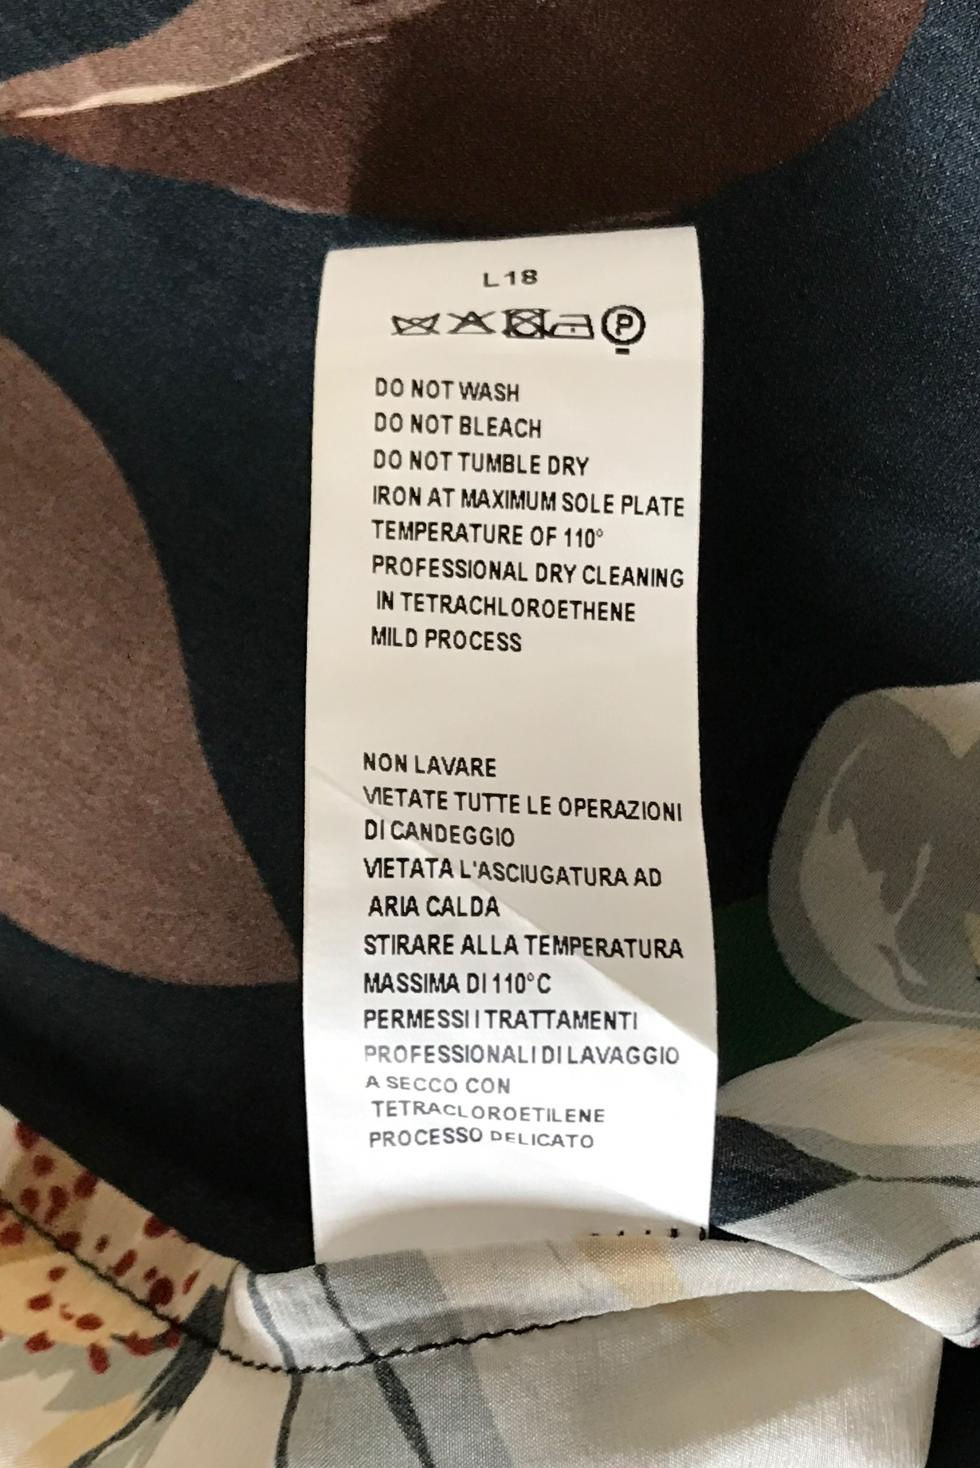 L18
P
DO NOT WASH
DO NOT BLEACH
DO NOT TUMBLE DRY
IRON AT MAXIMUM SOLE PLATE
TEMPERATURE OF 110°
PROFESSIONAL DRY CLEANING
IN TETRACHLOROETHENE
MILD PROCESS
NON LAVARE
VIETATE TUTTE LE OPERAZIONI
DI CANDEGGIO
VIETATA L'ASCIUGATURA AD
ARIA CALDA
STIRARE ALLA TEMPERATURA
MASSIMA DI 110°C
PERMESSI I TRATTAMENTI
PROFESSIONALI DI LAVAGGIO
A SECCO CON
TETRACLOROETILENE
PROCESSO DELICATO